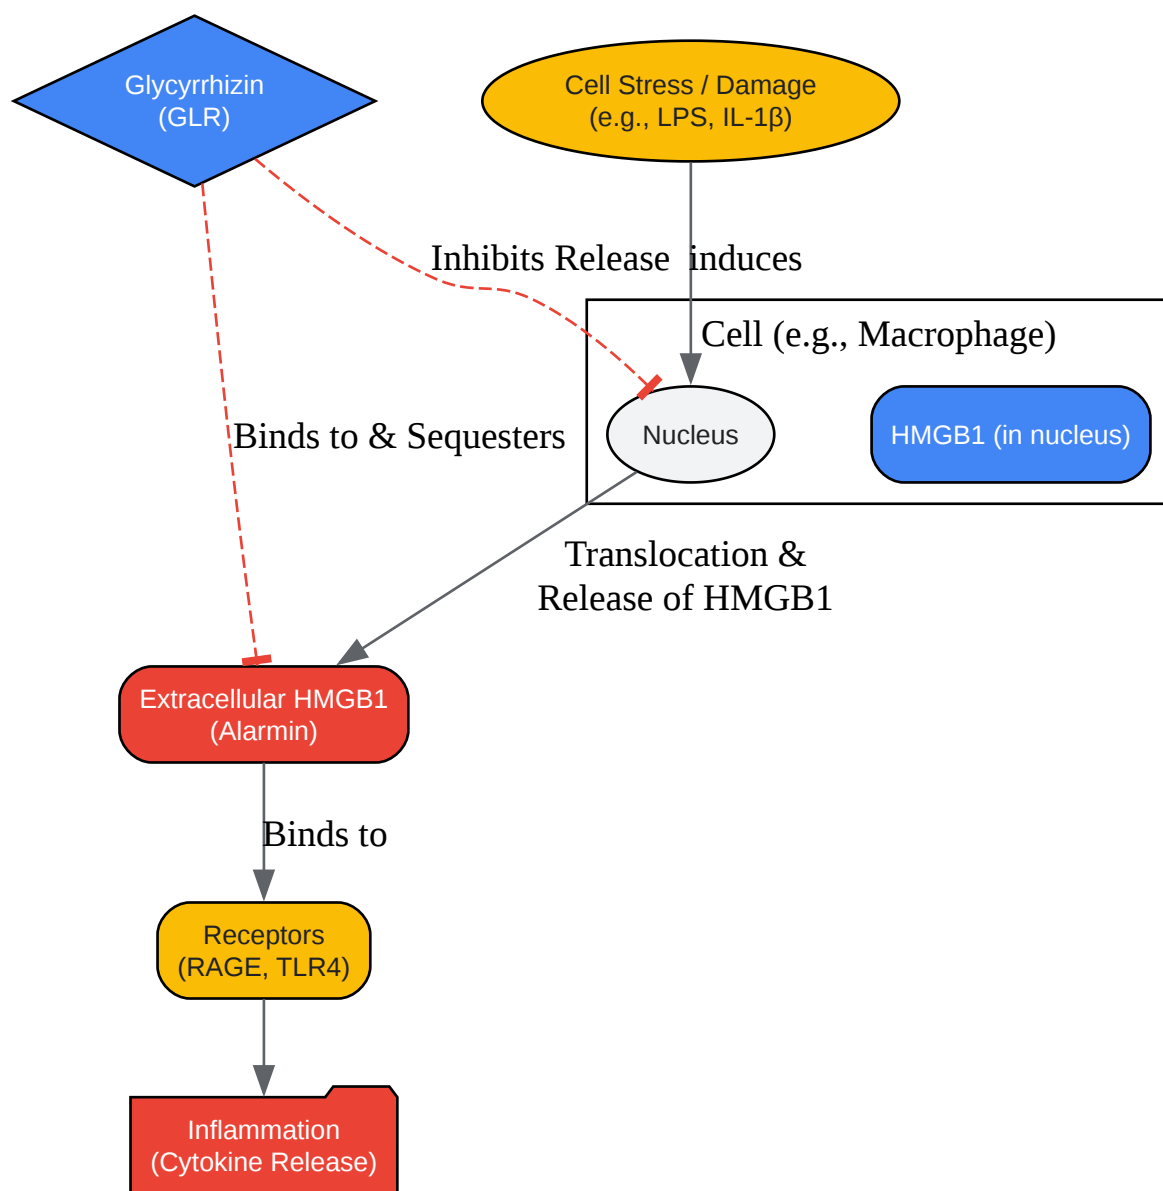 Glycyrrhizin
(GLR)
Cell Stress / Damage
(e.g., LPS, IL-1β)
Inhibits Release
induces
Cell (e.g., Macrophage)
Binds to & Sequesters
Nucleus
HMGB1 (in nucleus)
Translocation &
Release of HMGB1
Extracellular HMGB1
(Alarmin)
Binds to
Receptors
(RAGE, TLR4)
Inflammation
(Cytokine Release)